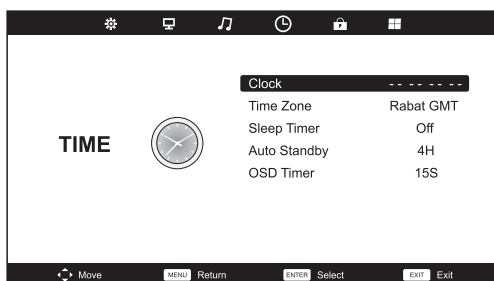 Clock -- -- -- --
Time Zone Rabat GMT
Sleep Timer Off
TIME
Auto Standby 4H
OSD Timer 15S
Move MENU Return ENTER Select EXIT Exit